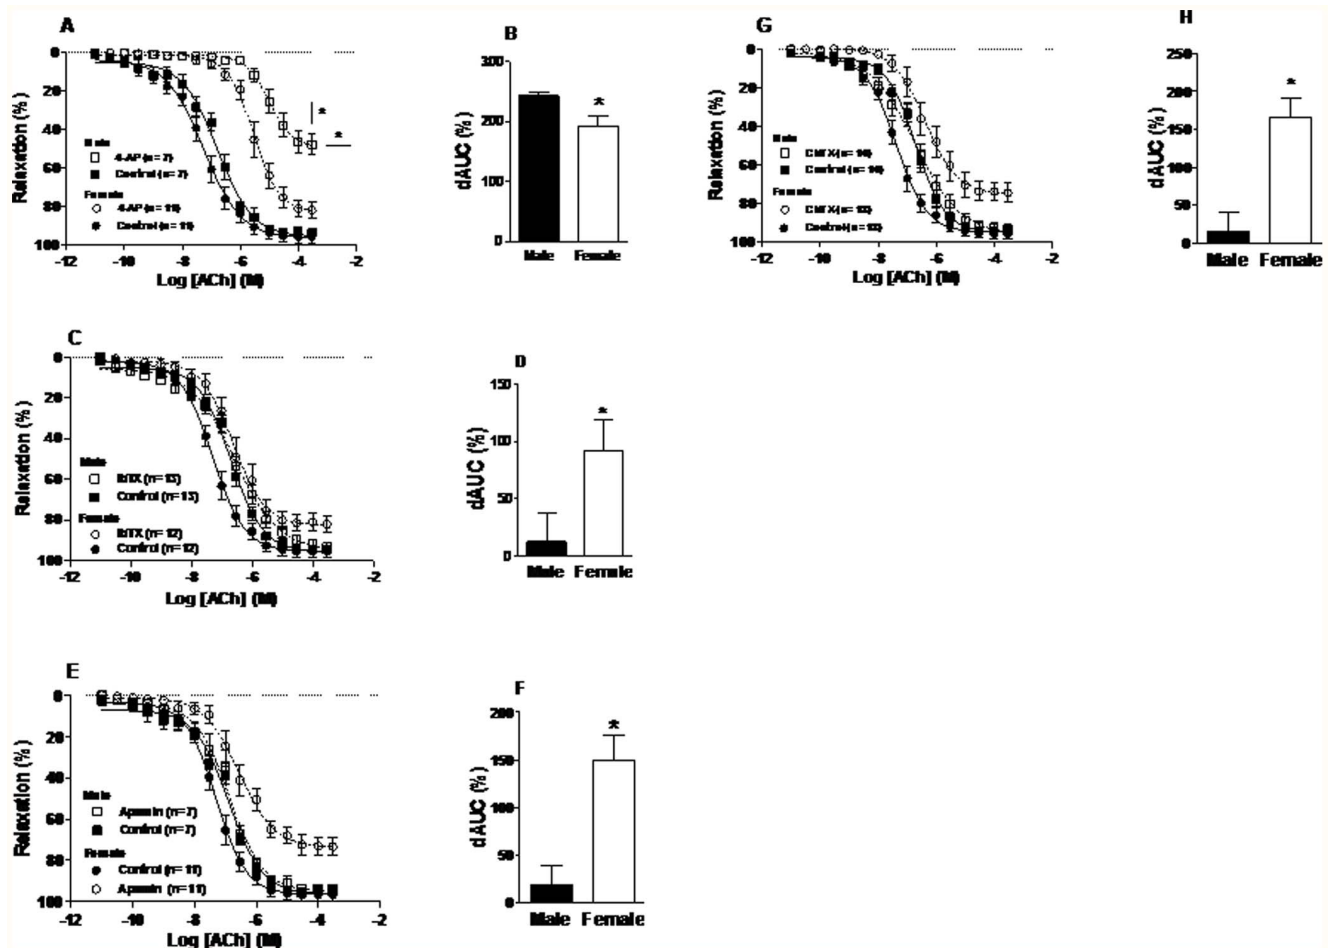 A
Relaxation (%)
0
20
40
60
80
100
Male
4-AP (n= 7)
Control (n= 7)
Female
4-AP (n= 11)
Control (n= 11)
*
*
-12
-10
-8
-6
-4
-2
Log [ACh] (M)
B
dAUC (%)
300
200
100
0
*
Male
Female
G
Relaxation (%)
0
20
40
60
80
100
Male
Control (n=
Female
Control (n=
-12
-10
-8
-6
-4
-2
Log [ACh] (M)
H
dAUC (%)
250
200
150
100
50
0
*
Male
Female
C
Relaxation (%)
0
20
40
60
80
100
Male
IbTX (n=13)
Control (n=13)
Female
IbTX (n=12)
Control (n=12)
-12
-10
-8
-6
-4
-2
Log [ACh] (M)
D
dAUC (%)
150
100
50
0
*
Male
Female
E
Relaxation (%)
0
20
40
60
80
100
Male
Apamin (n=7)
Control (n=7)
Female
Control (n=11)
Apamin (n=11)
-12
-10
-8
-6
-4
-2
Log [ACh] (M)
F
dAUC (%)
200
150
100
50
0
*
Male
Female